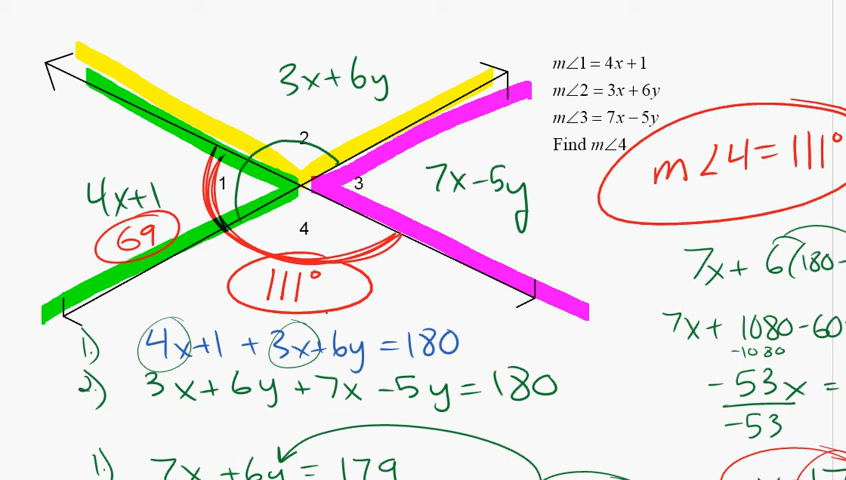 3x+6y
m∠1 = 4x+1
m∠2 = 3x+6y
m∠3 = 7x−5y
Find m∠4
m∠4=111°
2
1
3
4
4x+1
7x-5y
69
111°
7x + 6(180-
7x + 1080-60
-1080
-53x =
-53
1.) 4x+1 + 3x+6y =180
2.) 3x+6y+7x-5y=180
1.) 7x+6y = 179